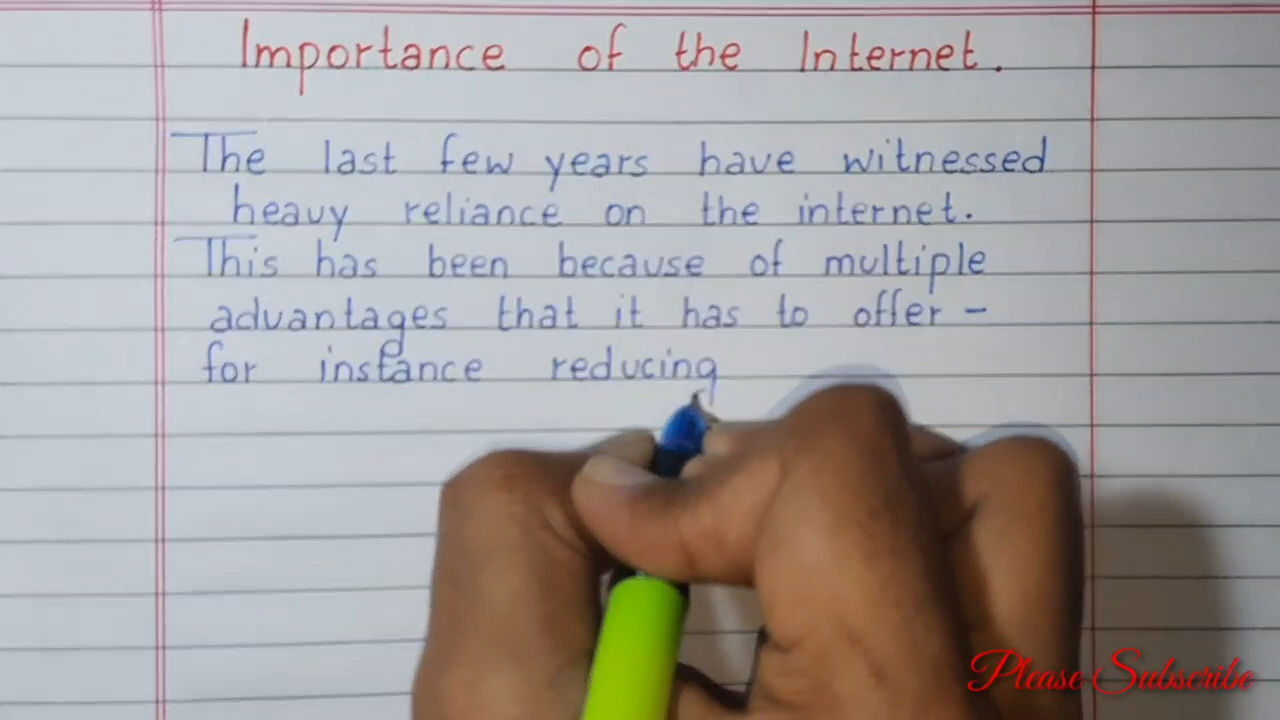 Importance of the Internet.
The last few years have witnessed
heavy reliance on the internet.
This has been because of multiple
advantages that it has to offer -
for instance reducing
Please Subscribe